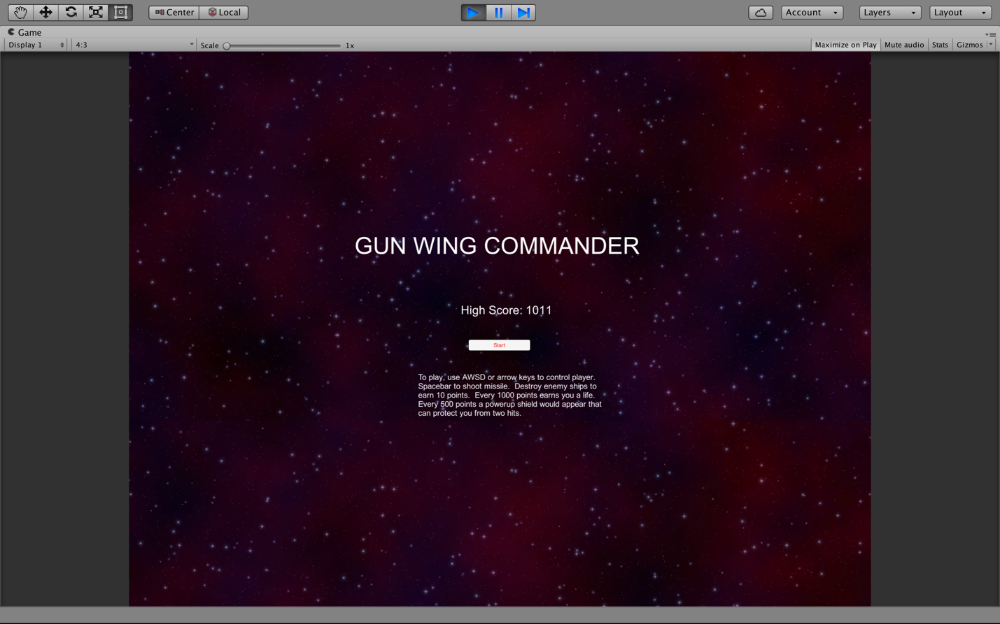 Center Local Account Layers Layout
Game
Display 1 4:3 Scale 1x Maximize on Play Mute audio Stats Gizmos
GUN WING COMMANDER
High Score: 1011
Start
To play, use AWSD or arrow keys to control player.
Spacebar to shoot missile.  Destroy enemy ships to
earn 10 points.  Every 1000 points earns you a life.
Every 500 points a powerup shield would appear that
can protect you from two hits.